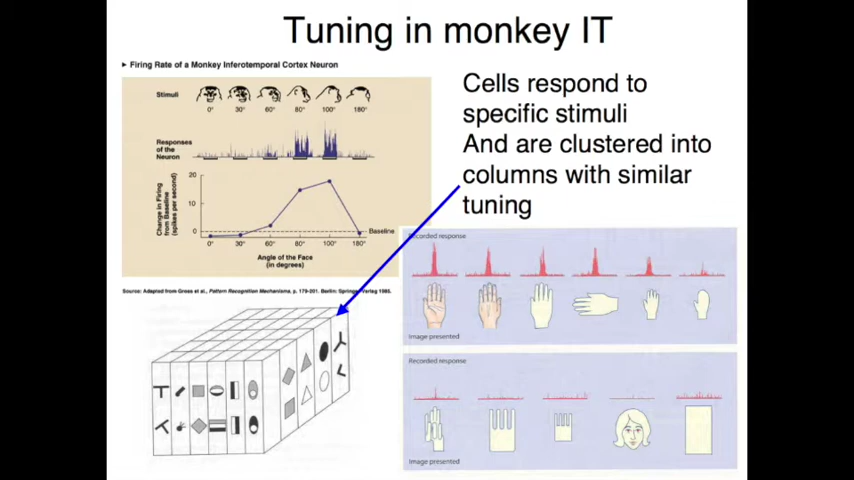 Tuning in monkey IT
► Firing Rate of a Monkey Inferotemporal Cortex Neuron
Stimuli
0° 30° 60° 80° 100° 180°
Responses
of the
Neuron
Change in Firing
from Baseline
(spikes per second)
20
10
0
Baseline
0° 30° 60° 80° 100° 180°
Angle of the Face
(in degrees)
Source: Adapted from Gross et al., Pattern Recognition Mechanisms, p. 179-201. Berlin: Springer Verleg 1985.
Cells respond to
specific stimuli
And are clustered into
columns with similar
tuning
Recorded response
Image presented
Recorded response
Image presented